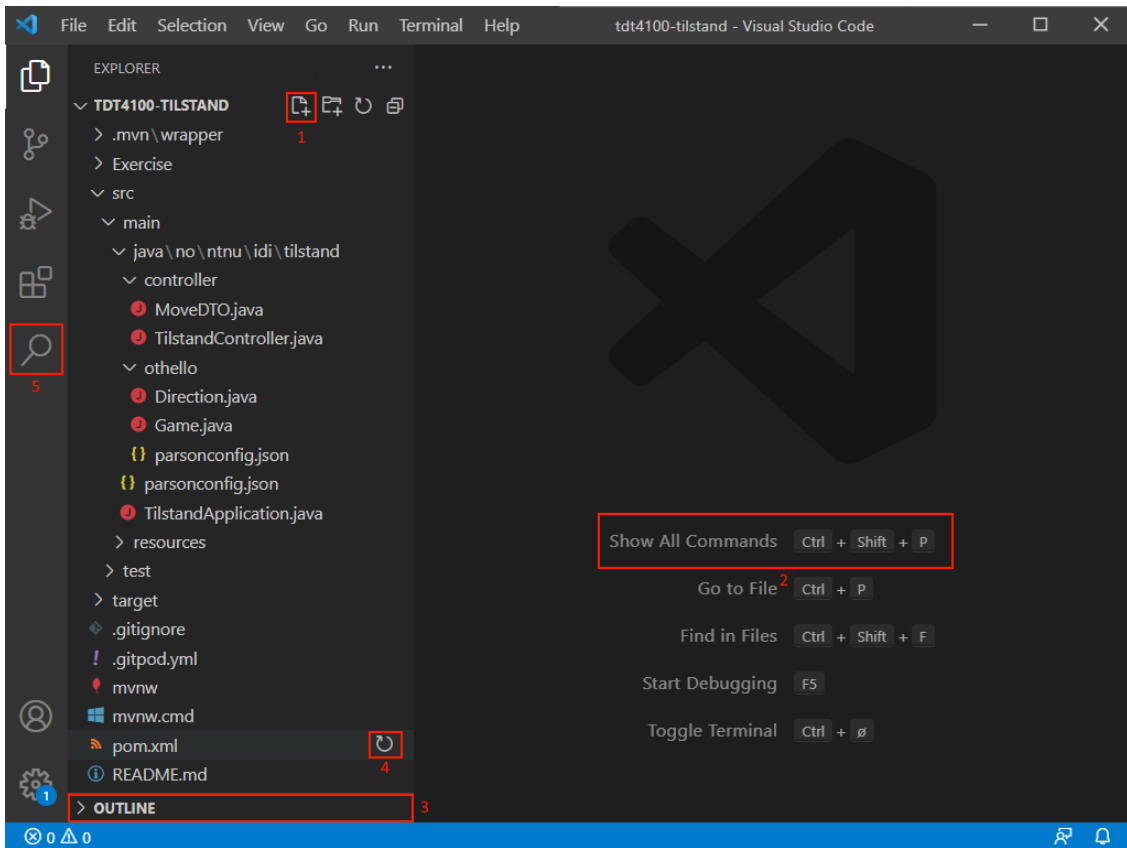 File Edit Selection View Go Run Terminal Help tdt4100-tilstand - Visual Studio Code
EXPLORER
TDT4100-TILSTAND
1
.mvn\wrapper
Exercise
src
main
java\no\ntnu\idi\tilstand
controller
MoveDTO.java
TilstandController.java
othello
Direction.java
Game.java
{} parsonconfig.json
{} parsonconfig.json
TilstandApplication.java
resources
test
target
.gitignore
! .gitpod.yml
mvnw
mvnw.cmd
pom.xml
4
README.md
OUTLINE
3
5
1
0 0
Show All Commands Ctrl + Shift + P
2
Go to File Ctrl + P
Find in Files Ctrl + Shift + F
Start Debugging F5
Toggle Terminal Ctrl + ø